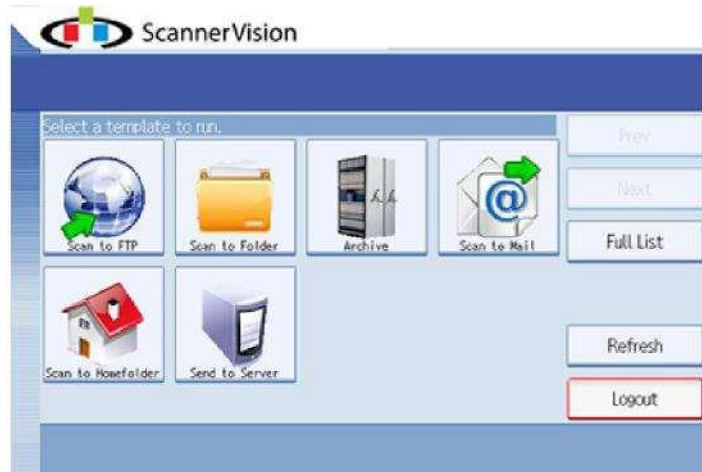 ScannerVision
Select a template to run.
Prev
Scan to FTP
Scan to Folder
Archive
Scan to Mail
Next
Full List
Scan to Homefolder
Send to Server
Refresh
Logout